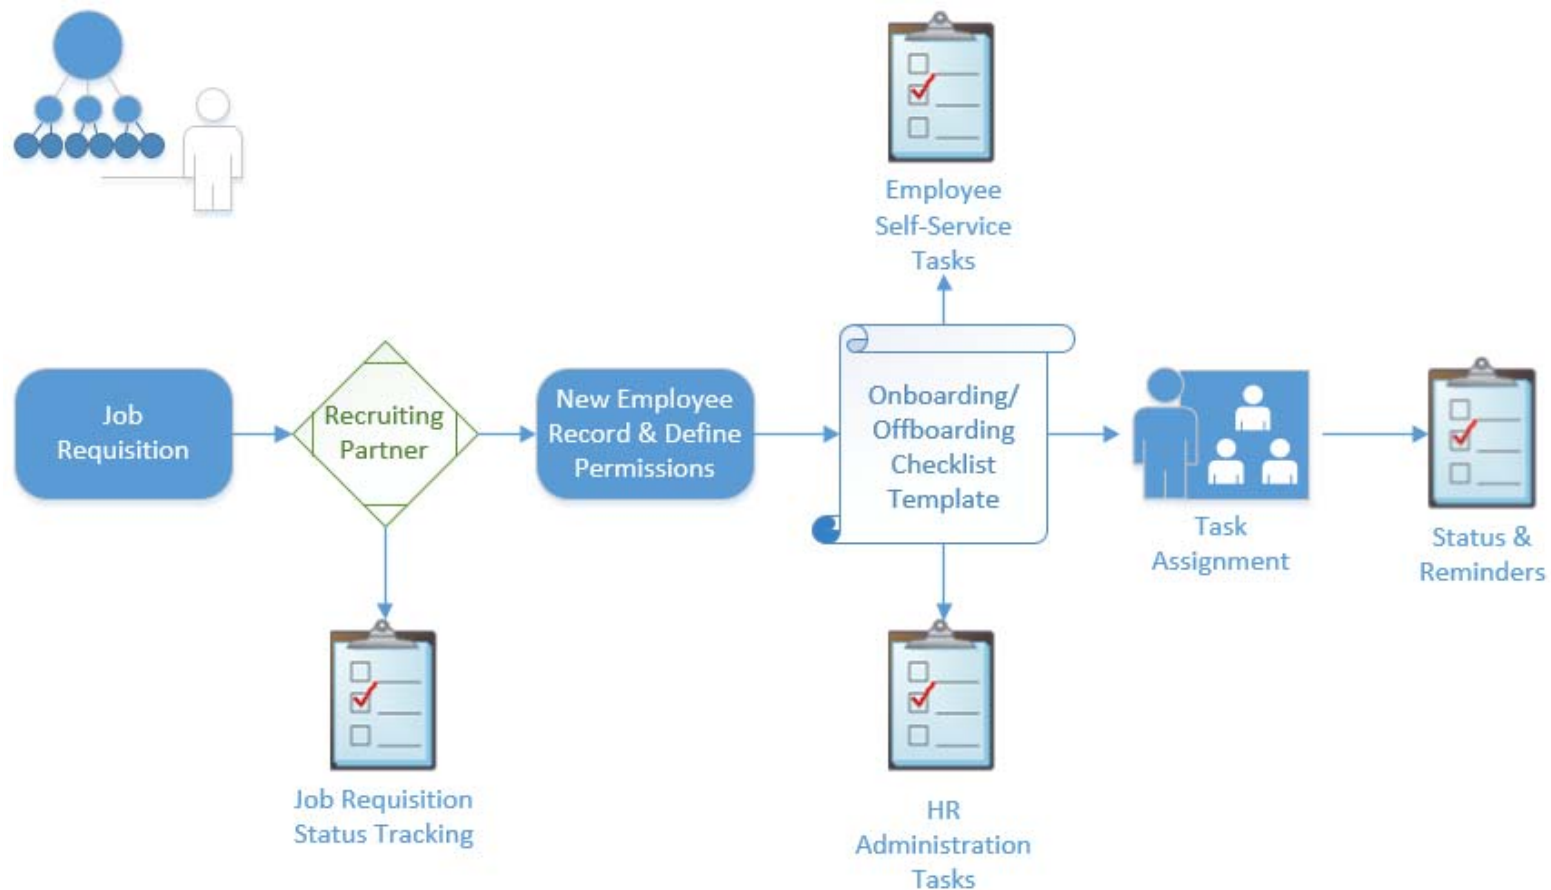 Employee
Self-Service
Tasks
Job
Requisition
Recruiting
Partner
New Employee
Record & Define
Permissions
Onboarding/
Offboarding
Checklist
Template
Task
Assignment
Status &
Reminders
Job Requisition
Status Tracking
HR
Administration
Tasks